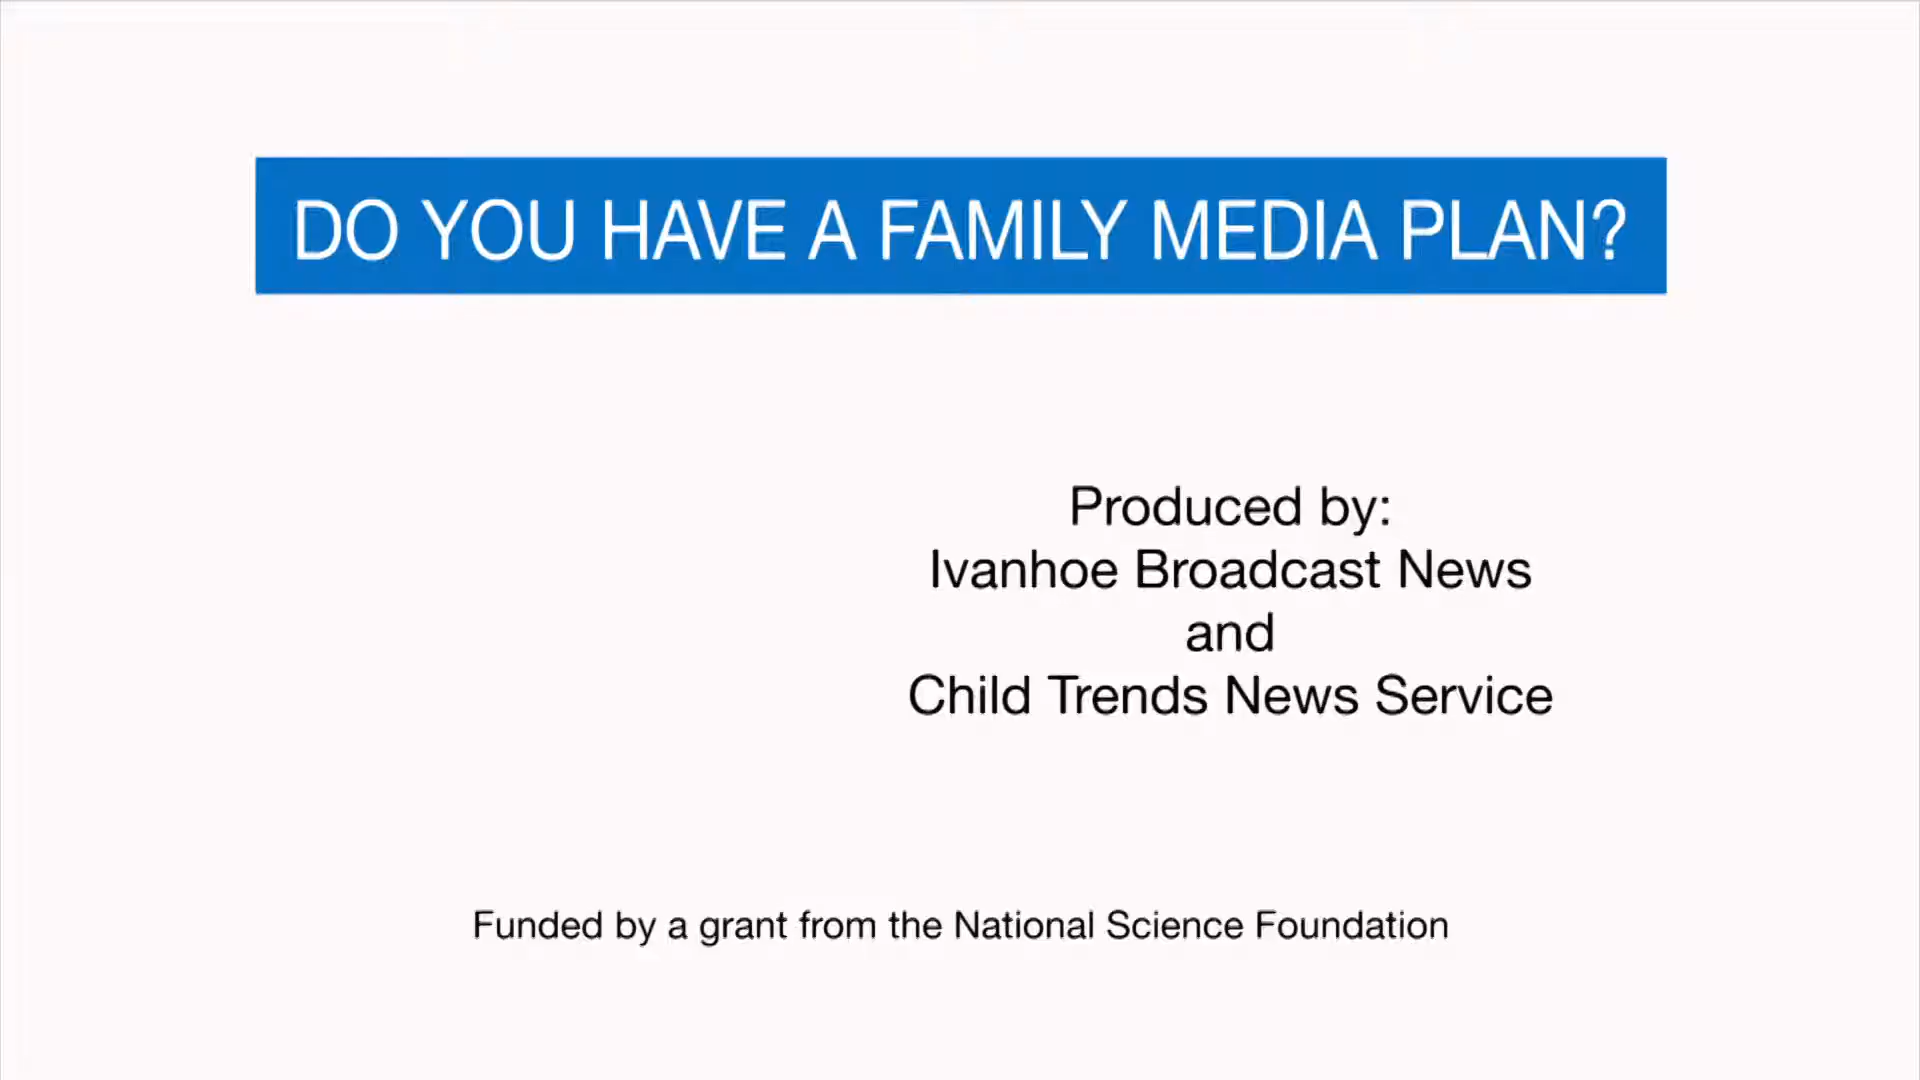 DO YOU HAVE A FAMILY MEDIA PLAN?
Produced by:
Ivanhoe Broadcast News
and
Child Trends News Service
Funded by a grant from the National Science Foundation